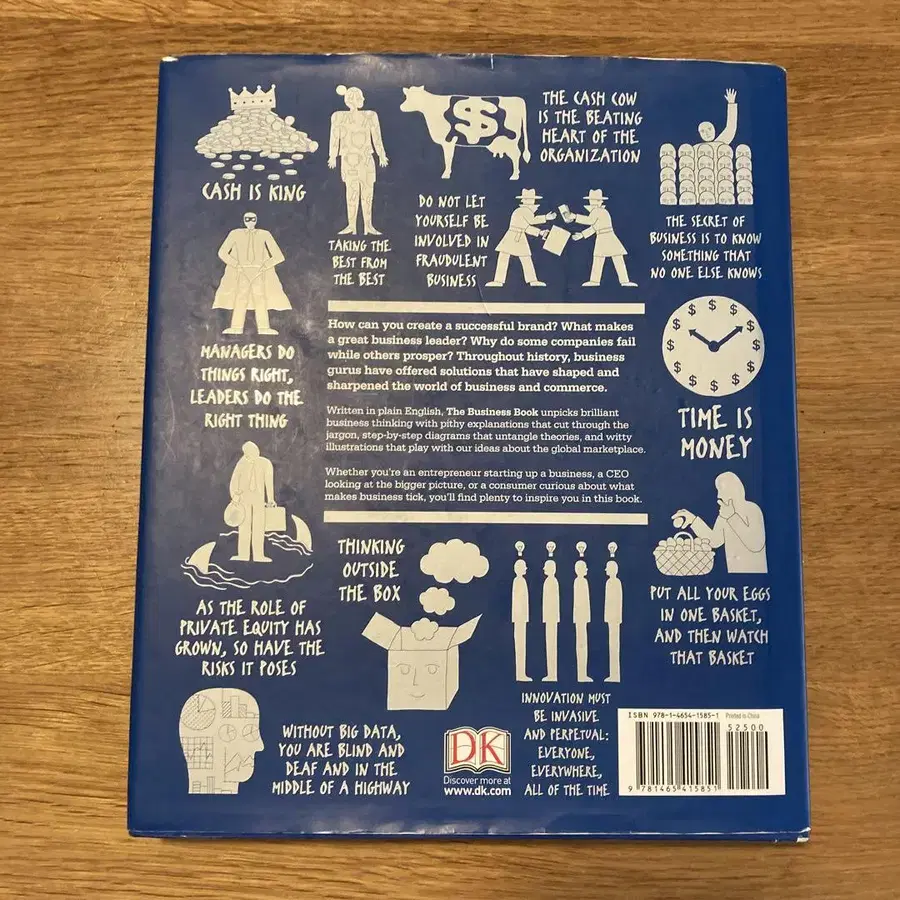 CASH IS KING
TAKING THE
BEST FROM
THE BEST
$
THE CASH COW
IS THE BEATING
HEART OF THE
ORGANIZATION
DO NOT LET
YOURSELF BE
INVOLVED IN
FRAUDULENT
BUSINESS
THE SECRET OF
BUSINESS IS TO KNOW
SOMETHING THAT
NO ONE ELSE KNOWS
MANAGERS DO
THINGS RIGHT,
LEADERS DO THE
RIGHT THING
How can you create a successful brand? What makes
a great business leader? Why do some companies fail
while others prosper? Throughout history, business
gurus have offered solutions that have shaped and
sharpened the world of business and commerce.
Written in plain English, The Business Book unpicks brilliant
business thinking with pithy explanations that cut through the
jargon, step-by-step diagrams that untangle theories, and witty
illustrations that play with our ideas about the global marketplace.
Whether you're an entrepreneur starting up a business, a CEO
looking at the bigger picture, or a consumer curious about what
makes business tick, you'll find plenty to inspire you in this book.
$ $ $ $ $ $ $ $ $ $ $ $
TIME IS
MONEY
AS THE ROLE OF
PRIVATE EQUITY HAS
GROWN, SO HAVE THE
RISKS IT POSES
THINKING
OUTSIDE
THE BOX
PUT ALL YOUR EGGS
IN ONE BASKET,
AND THEN WATCH
THAT BASKET
WITHOUT BIG DATA,
YOU ARE BLIND AND
DEAF AND IN THE
MIDDLE OF A HIGHWAY
DK
Discover more at
www.dk.com
INNOVATION MUST
BE INVASIVE
AND PERPETUAL:
EVERYONE,
EVERYWHERE,
ALL OF THE TIME
ISBN 978-1-4654-1585-1 Printed in China
52500
9 781465 415851